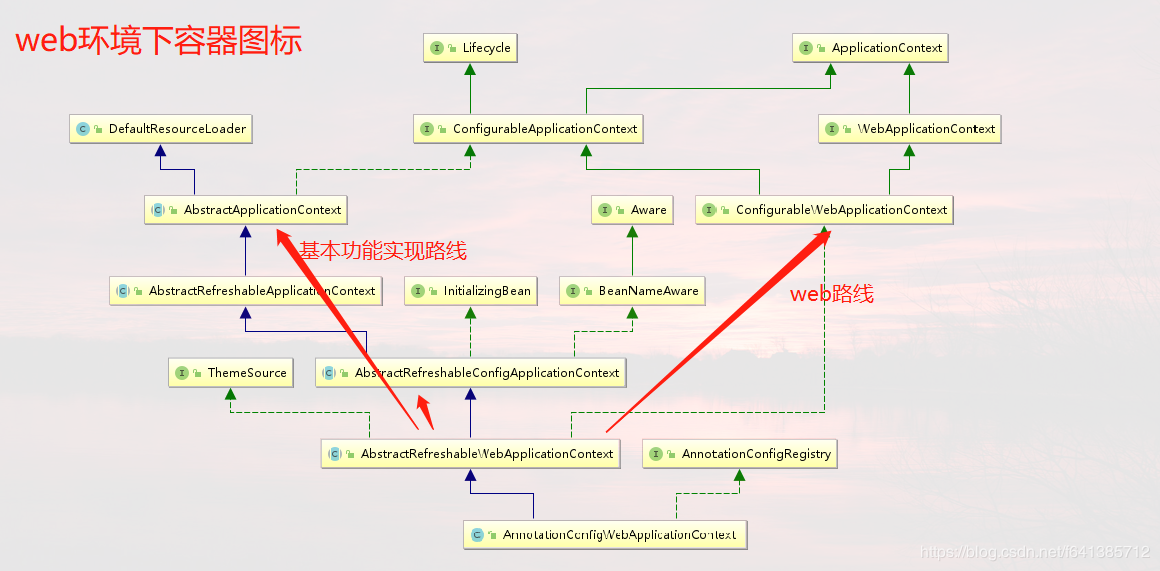 web环境下容器图标
Lifecycle
ApplicationContext
DefaultResourceLoader
ConfigurableApplicationContext
WebApplicationContext
AbstractApplicationContext
Aware
ConfigurableWebApplicationContext
基本功能实现路线
AbstractRefreshableApplicationContext
InitializingBean
BeanNameAware
web路线
ThemeSource
AbstractRefreshableConfigApplicationContext
AbstractRefreshableWebApplicationContext
AnnotationConfigRegistry
AnnotationConfigWebApplicationContext
https://blog.csdn.net/f641385712